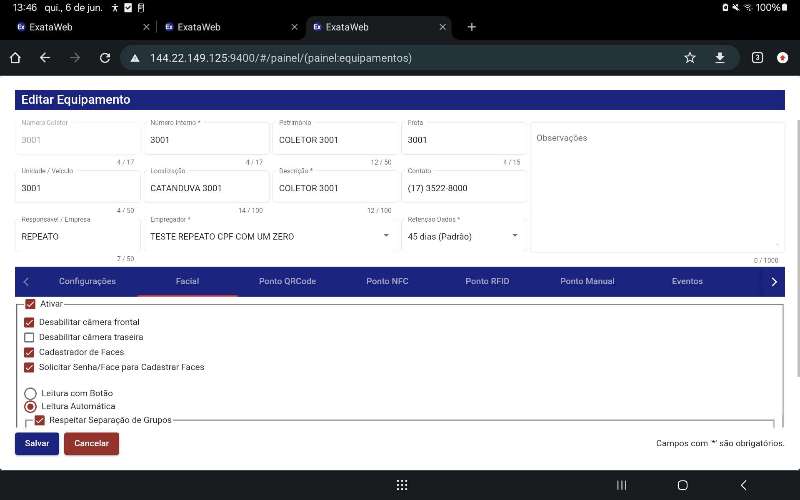 13:46 qui., 6 de jun. 100%
Ex ExataWeb Ex ExataWeb Ex ExataWeb
144.22.149.125:9400/#/painel/(painel:equipamentos) 3
Editar Equipamento
Número Coletor Número Interno * Patrimônio Frota
3001 3001 COLETOR 3001 3001 Observações
4 / 17 4 / 17 12 / 50 4 / 15
Unidade / Veículo Localização Descrição * Contato
3001 CATANDUVA 3001 COLETOR 3001 (17) 3522-8000
4 / 50 14 / 100 12 / 100
Responsável / Empresa Empregador * Retenção Dados *
REPEATO TESTE REPEATO CPF COM UM ZERO 45 dias (Padrão)
7 / 50 0 / 1000
Configurações Facial Ponto QRCode Ponto NFC Ponto RFID Ponto Manual Eventos
Ativar
Desabilitar câmera frontal
Desabilitar câmera traseira
Cadastrador de Faces
Solicitar Senha/Face para Cadastrar Faces
Leitura com Botão
Leitura Automática
Respeitar Separação de Grupos
Salvar Cancelar Campos com '*' são obrigatórios.